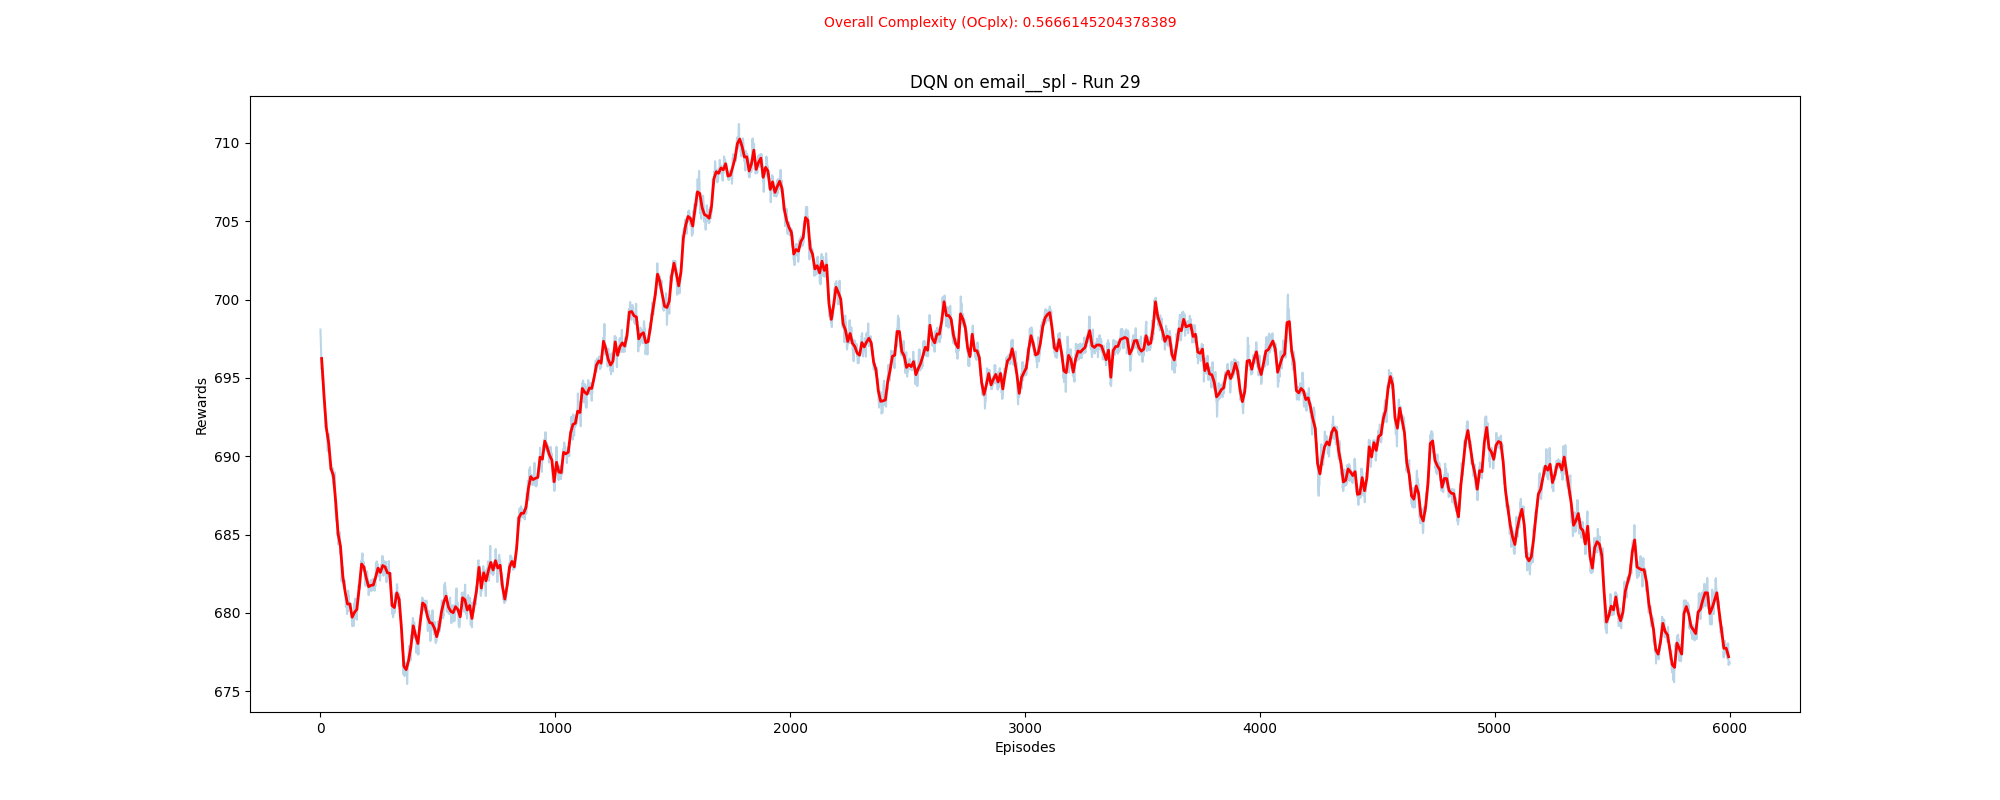 Overall Complexity (OCplx): 0.5666145204378389
DQN on email__spl - Run 29
710
705
700
695
690
685
680
675
Rewards
0 1000 2000 3000 4000 5000 6000
Episodes